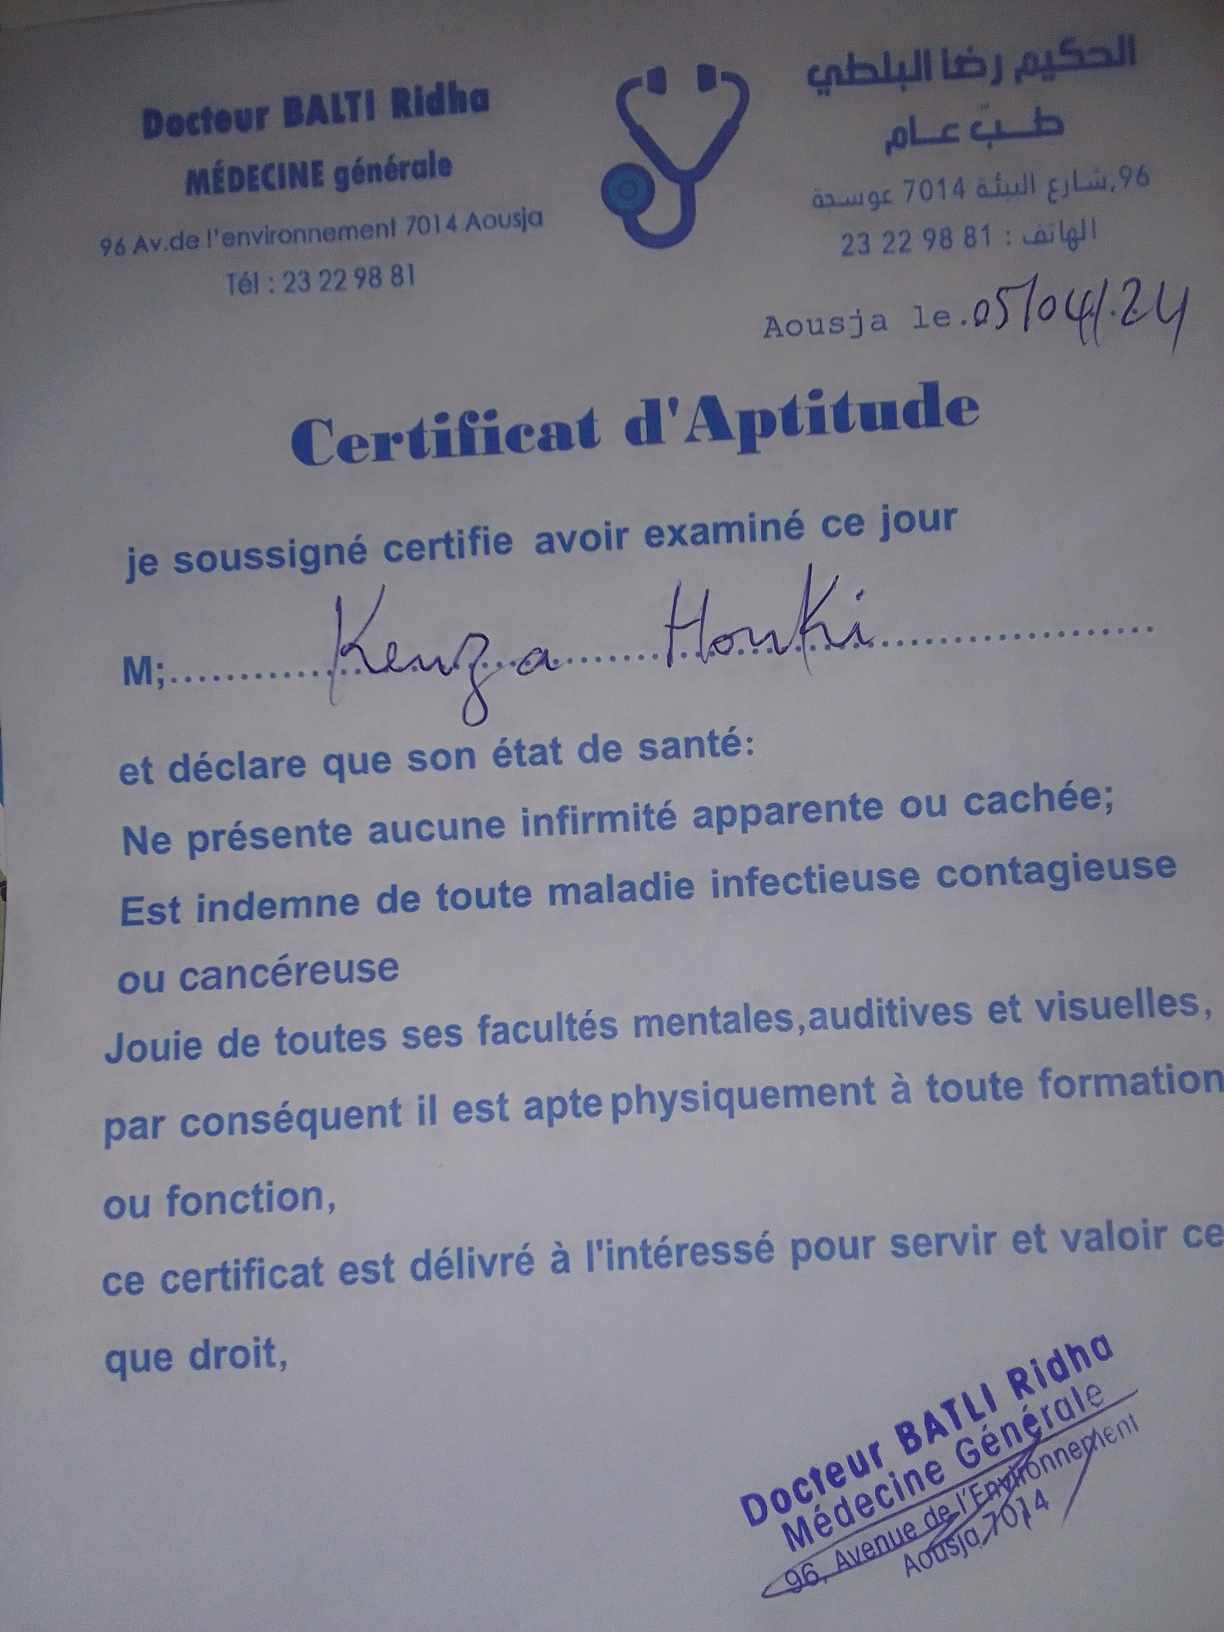 Docteur BALTI Ridha
MÉDECINE générale
96 Av.de l'environnement 7014 Aousja
Tél : 23 22 98 81
الحكيم رضا البلطي
طبّ عام
96,شارع البيئة 7014 عوسجة
الهاتف : 81 98 22 23
Aousja le.05/04/.24
Certificat d'Aptitude
je soussigné certifie avoir examiné ce jour
M;.......... Kenza Houki ....................
et déclare que son état de santé:
Ne présente aucune infirmité apparente ou cachée;
Est indemne de toute maladie infectieuse contagieuse
ou cancéreuse
Jouie de toutes ses facultés mentales,auditives et visuelles,
par conséquent il est apte physiquement à toute formation
ou fonction,
ce certificat est délivré à l'intéressé pour servir et valoir ce
que droit,
Docteur BATLI Ridha
Médecine Générale
96, Avenue de l'Environnement
Aousja 7014